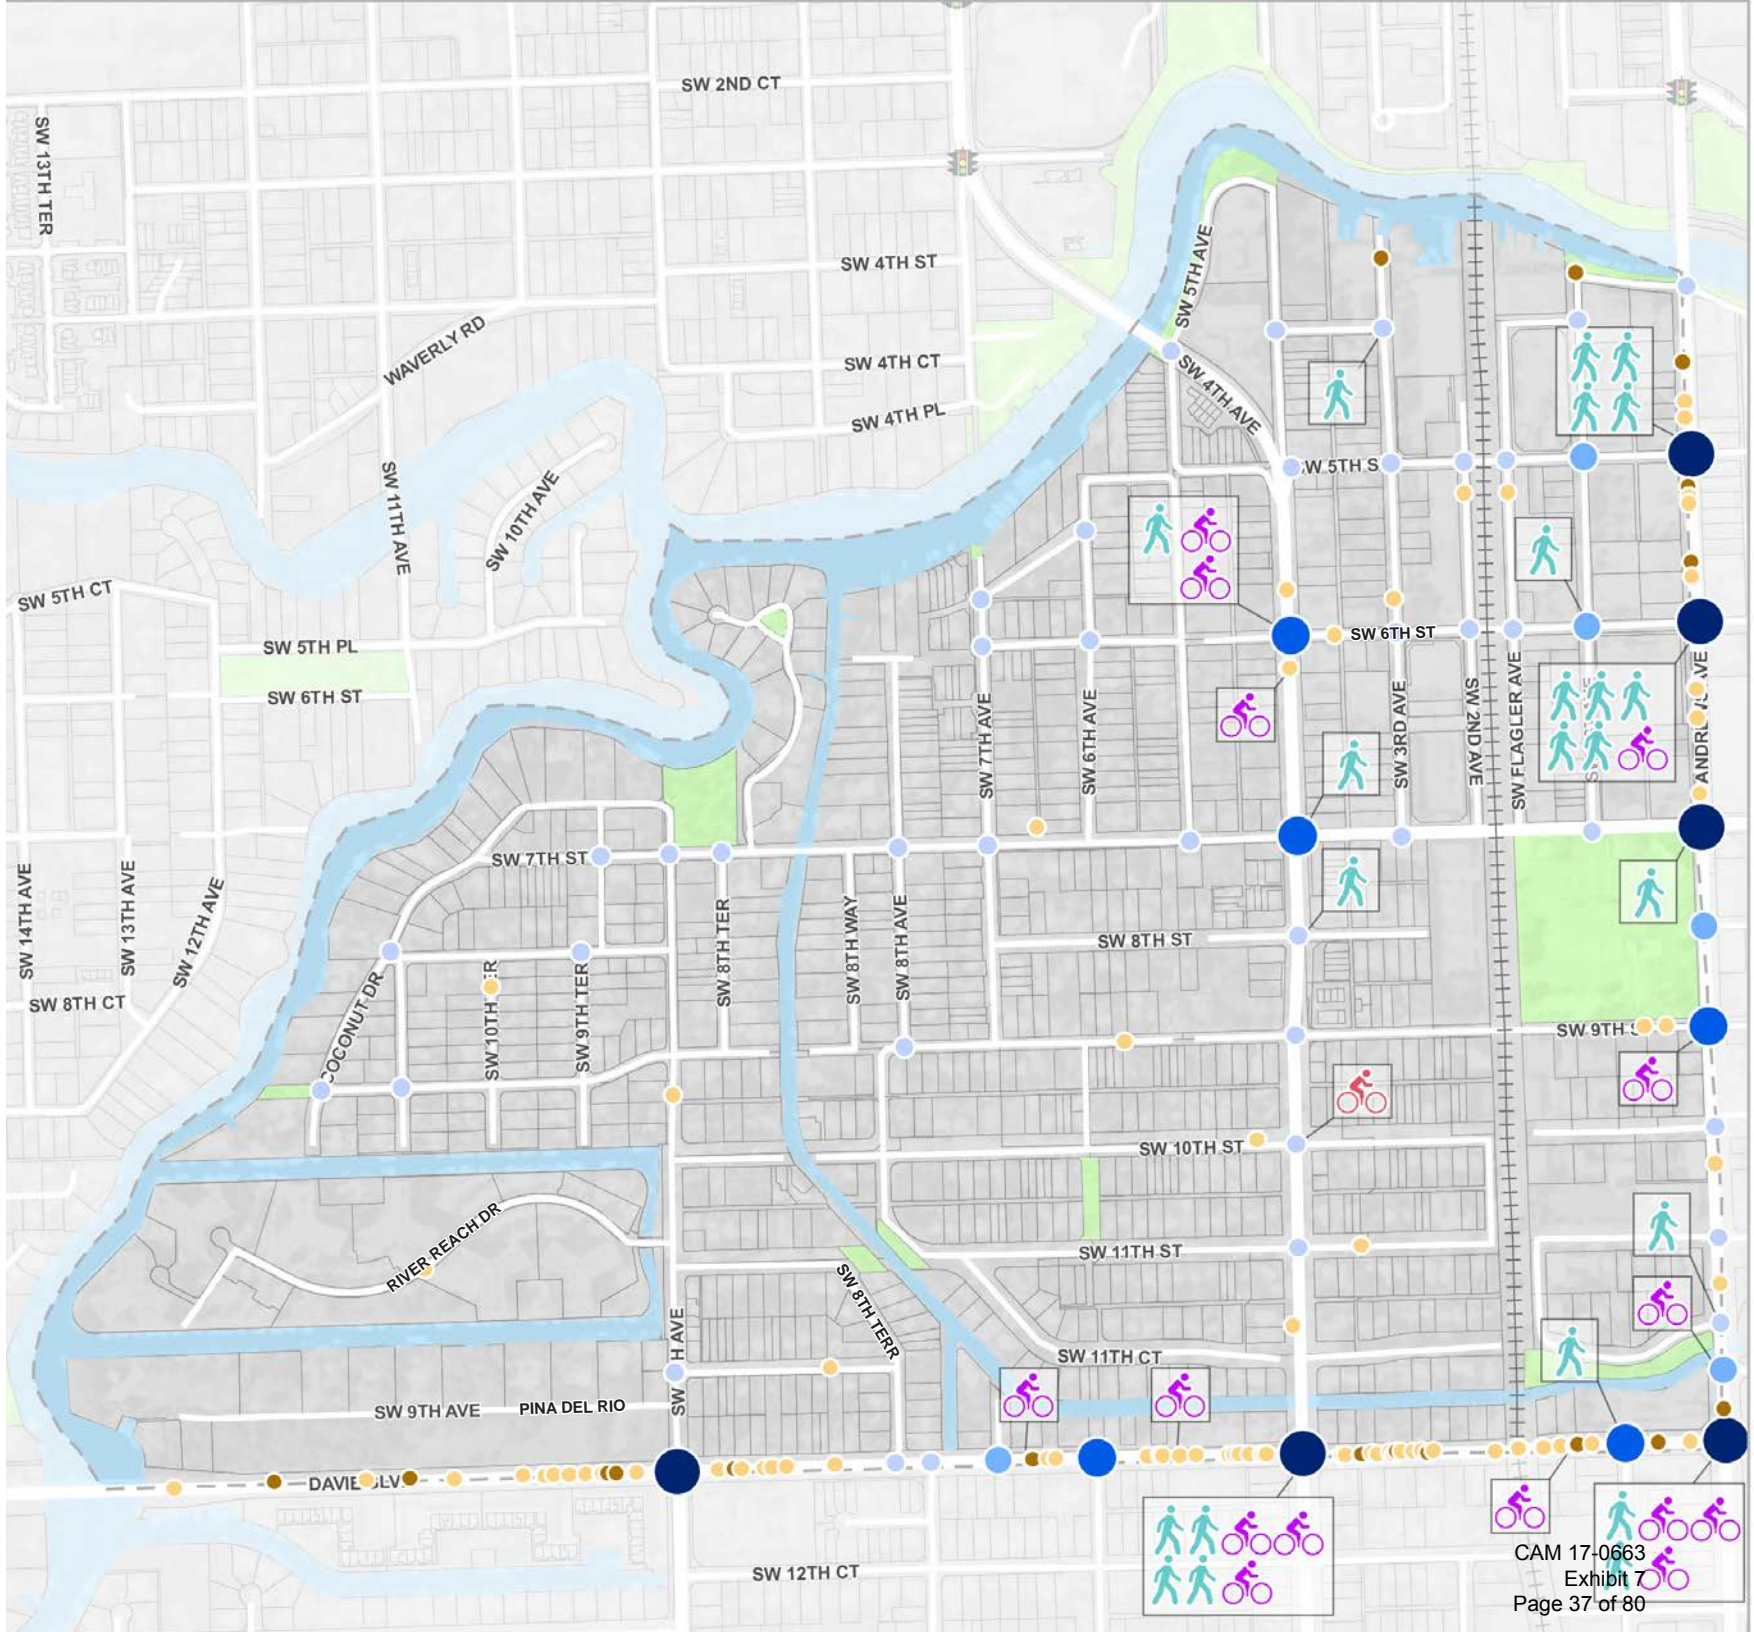 SW 2ND CT
SW 13TH TER
SW 4TH ST
SW 5TH AVE
WAVERLY RD
SW 4TH CT
SW 4TH AVE
SW 4TH PL
SW 11TH AVE
SW 10TH AVE
SW 5TH CT
SW 5TH PL
SW 6TH ST
SW 6TH ST
SW 7TH AVE
SW 6TH AVE
SW 3RD AVE
SW 2ND AVE
SW FLAGLER AVE
SW 7TH ST
SW 14TH AVE
SW 13TH AVE
SW 12TH AVE
SW 8TH TER
SW 8TH WAY
SW 8TH AVE
SW 8TH ST
SW 8TH CT
COCONUT DR
SW 9TH TER
SW 10TH ST
RIVER REACH DR
SW 11TH ST
SW 8TH TERR
SW 11TH CT
SW 9TH AVE
PINA DEL RIO
SW 12TH CT
CAM 17-0663
Exhibit 7
Page 37 of 80